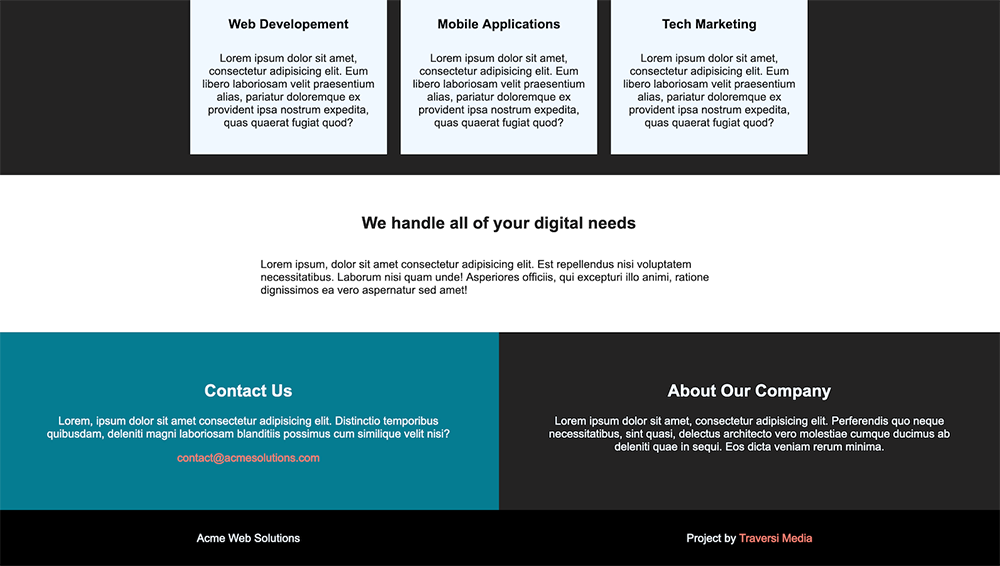 Web Developement
Lorem ipsum dolor sit amet,
consectetur adipisicing elit. Eum
libero laboriosam velit praesentium
alias, pariatur doloremque ex
provident ipsa nostrum expedita,
quas quaerat fugiat quod?
Mobile Applications
Lorem ipsum dolor sit amet,
consectetur adipisicing elit. Eum
libero laboriosam velit praesentium
alias, pariatur doloremque ex
provident ipsa nostrum expedita,
quas quaerat fugiat quod?
Tech Marketing
Lorem ipsum dolor sit amet,
consectetur adipisicing elit. Eum
libero laboriosam velit praesentium
alias, pariatur doloremque ex
provident ipsa nostrum expedita,
quas quaerat fugiat quod?
We handle all of your digital needs
Lorem ipsum, dolor sit amet consectetur adipisicing elit. Est repellendus nisi voluptatem
necessitatibus. Laborum nisi quam unde! Asperiores officiis, qui excepturi illo animi, ratione
dignissimos ea vero aspernatur sed amet!
Contact Us
Lorem, ipsum dolor sit amet consectetur adipisicing elit. Distinctio temporibus
quibusdam, deleniti magni laboriosam blanditiis possimus cum similique velit nisi?
contact@acmesolutions.com
About Our Company
Lorem ipsum dolor sit amet, consectetur adipisicing elit. Perferendis quo neque
necessitatibus, sint quasi, delectus architecto vero molestiae cumque ducimus ab
deleniti quae in sequi. Eos dicta veniam rerum minima.
Acme Web Solutions
Project by Traversi Media